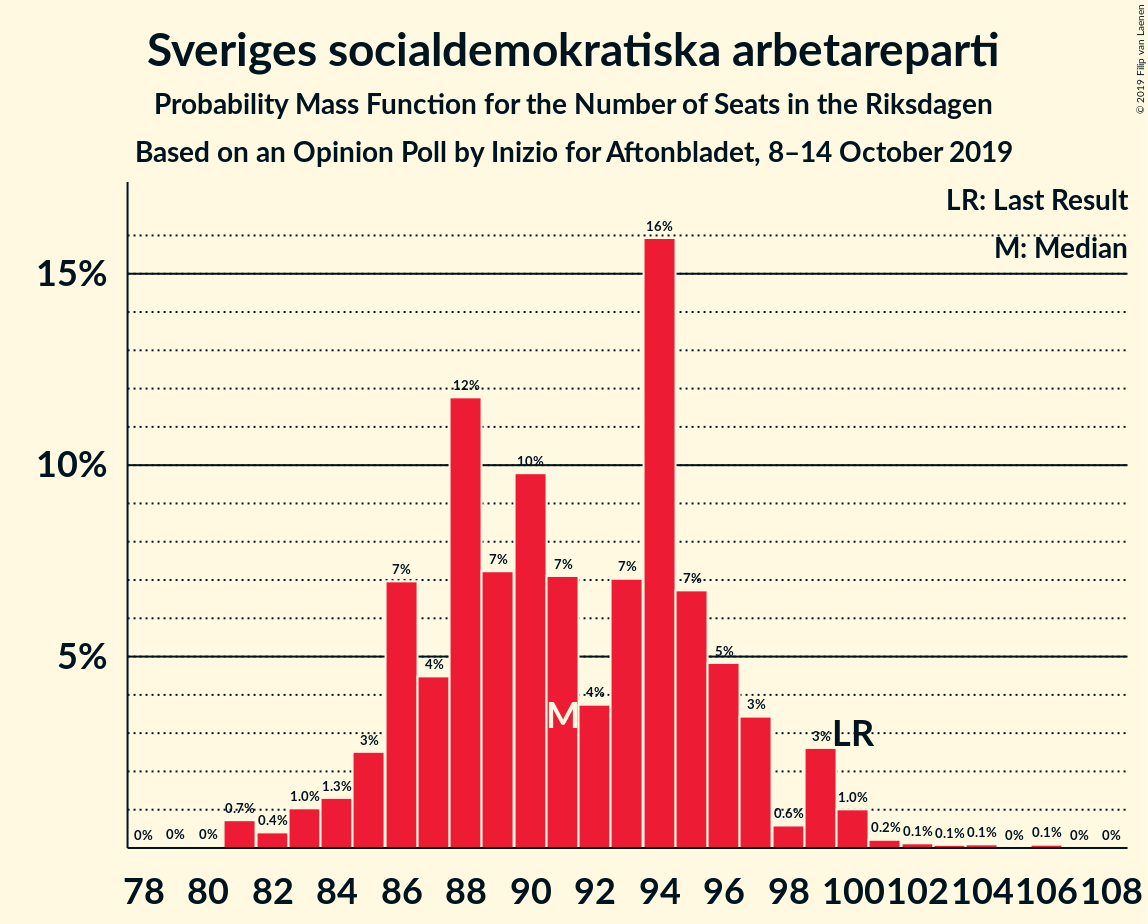 Sveriges socialdemokratiska arbetareparti
Probability Mass Function for the Number of Seats in the Riksdagen
Based on an Opinion Poll by Inizio for Aftonbladet, 8–14 October 2019
© 2019 Filip van Laenen
LR: Last Result
M: Median
15%
10%
5%
0% 0% 0% 0.7% 0.4% 1.0% 1.3% 3% 7% 4% 12% 7% 10% 7% 4% 7% 16% 7% 5% 3% 0.6% 3% 1.0% 0.2% 0.1% 0.1% 0.1% 0% 0.1% 0% 0%
M
LR
78 80 82 84 86 88 90 92 94 96 98 100 102 104 106 108